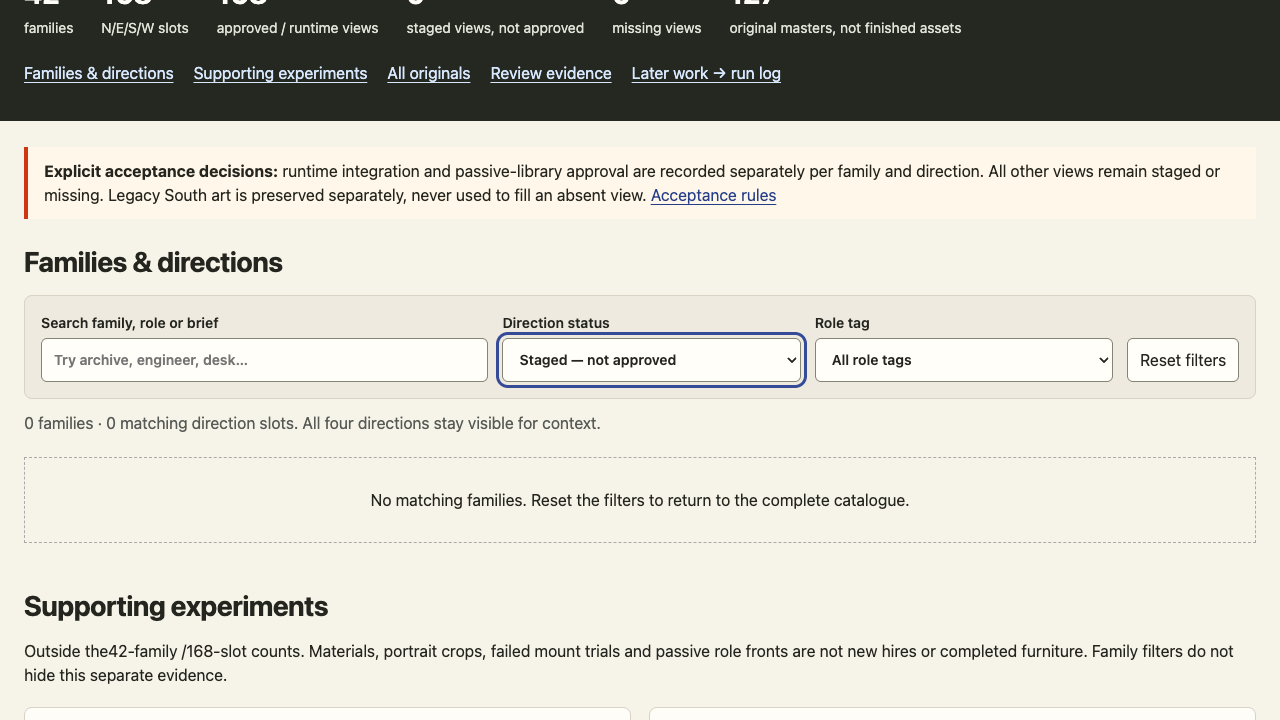 families N/E/S/W slots approved / runtime views staged views, not approved missing views original masters, not finished assets
Families & directions Supporting experiments All originals Review evidence Later work → run log
Explicit acceptance decisions: runtime integration and passive-library approval are recorded separately per family and direction. All other views remain staged or
missing. Legacy South art is preserved separately, never used to fill an absent view. Acceptance rules
Families & directions
Search family, role or brief Direction status Role tag
Try archive, engineer, desk... Staged — not approved All role tags Reset filters
0 families · 0 matching direction slots. All four directions stay visible for context.
No matching families. Reset the filters to return to the complete catalogue.
Supporting experiments
Outside the42-family /168-slot counts. Materials, portrait crops, failed mount trials and passive role fronts are not new hires or completed furniture. Family filters do not
hide this separate evidence.